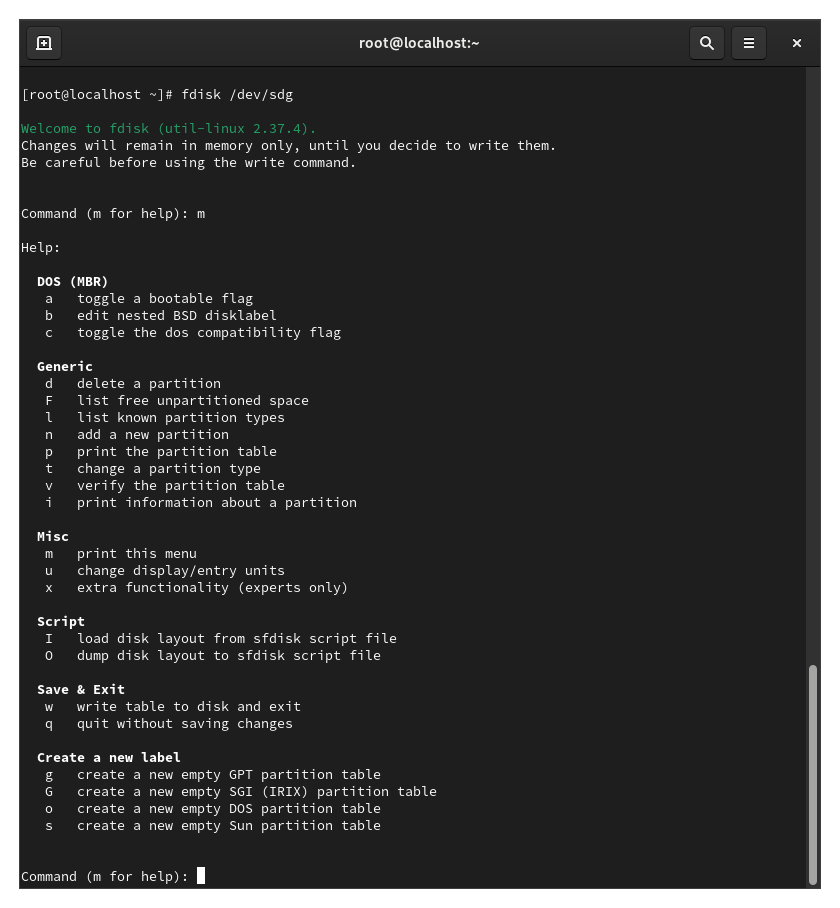 root@localhost:~
[root@localhost ~]# fdisk /dev/sdg
Welcome to fdisk (util-linux 2.37.4).
Changes will remain in memory only, until you decide to write them.
Be careful before using the write command.
Command (m for help): m
Help:
DOS (MBR)
a   toggle a bootable flag
b   edit nested BSD disklabel
c   toggle the dos compatibility flag
Generic
d   delete a partition
F   list free unpartitioned space
l   list known partition types
n   add a new partition
p   print the partition table
t   change a partition type
v   verify the partition table
i   print information about a partition
Misc
m   print this menu
u   change display/entry units
x   extra functionality (experts only)
Script
I   load disk layout from sfdisk script file
O   dump disk layout to sfdisk script file
Save & Exit
w   write table to disk and exit
q   quit without saving changes
Create a new label
g   create a new empty GPT partition table
G   create a new empty SGI (IRIX) partition table
o   create a new empty DOS partition table
s   create a new empty Sun partition table
Command (m for help):